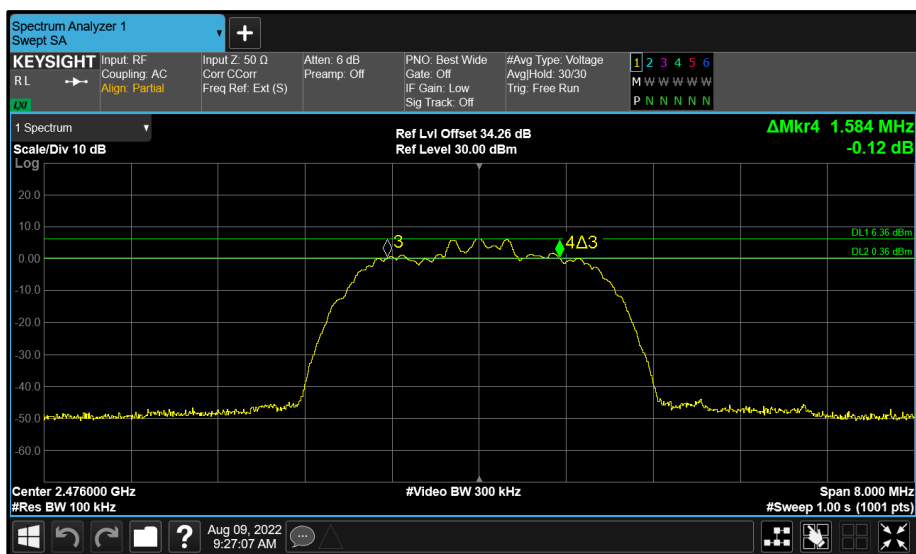 Spectrum Analyzer 1
Swept SA
+
KEYSIGHT
RL
LXI
Input: RF
Coupling: AC
Align: Partial
Input Z: 50 Ω
Corr CCorr
Freq Ref: Ext (S)
Atten: 6 dB
Preamp: Off
PNO: Best Wide
Gate: Off
IF Gain: Low
Sig Track: Off
#Avg Type: Voltage
Avg|Hold: 30/30
Trig: Free Run
1 2 3 4 5 6
M W W W W W
P N N N N N
1 Spectrum
Scale/Div 10 dB
Ref Lvl Offset 34.26 dB
Ref Level 30.00 dBm
ΔMkr4 1.584 MHz
-0.12 dB
Log
20.0
10.0
0.00
-10.0
-20.0
-30.0
-40.0
-50.0
-60.0
3
4Δ3
DL1 6.36 dBm
DL2 0.36 dBm
Center 2.476000 GHz
#Res BW 100 kHz
#Video BW 300 kHz
Span 8.000 MHz
#Sweep 1.00 s (1001 pts)
?
Aug 09, 2022
9:27:07 AM